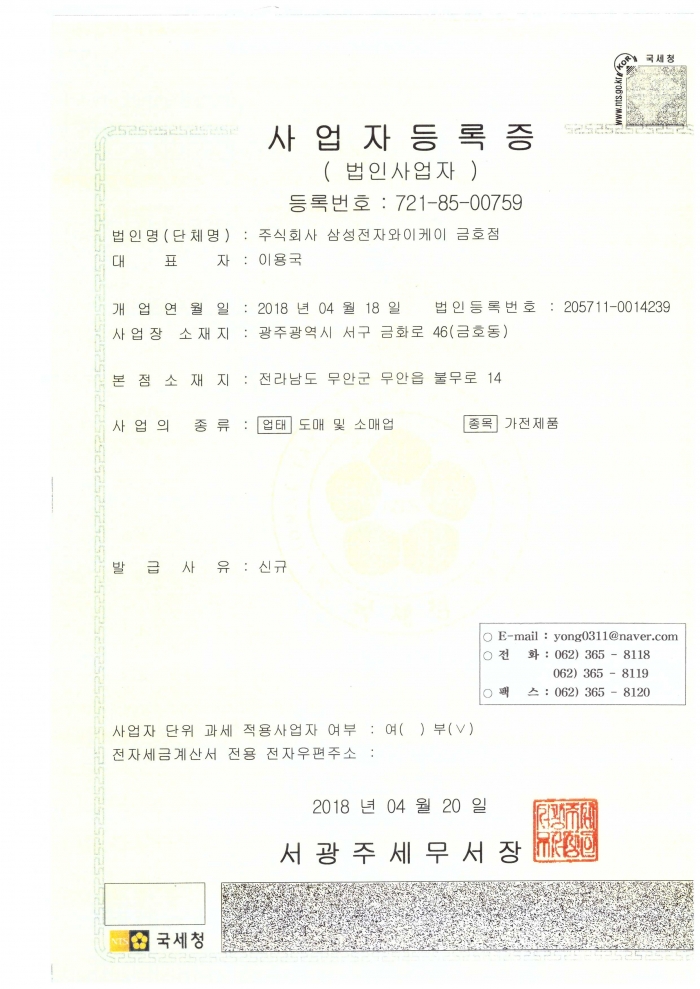 국세청
www.nts.go.kr
사업자등록증
( 법인사업자 )
등록번호 : 721-85-00759
법인명(단체명) : 주식회사 삼성전자와이케이 금호점
대 표 자 : 이용국
개 업 연 월 일 : 2018 년 04 월 18 일 법인등록번호 : 205711-0014239
사업장 소재지 : 광주광역시 서구 금화로 46(금호동)
본 점 소 재 지 : 전라남도 무안군 무안읍 불무로 14
사 업 의 종 류 : 업태 도매 및 소매업 종목 가전제품
발 급 사 유 : 신규
○ E-mail : yong0311@naver.com
○ 전 화 : 062) 365 - 8118
062) 365 - 8119
○ 팩 스 : 062) 365 - 8120
사업자 단위 과세 적용사업자 여부 : 여( ) 부(∨)
전자세금계산서 전용 전자우편주소 :
2018 년 04 월 20 일
서광주세무서장
NTS 국세청